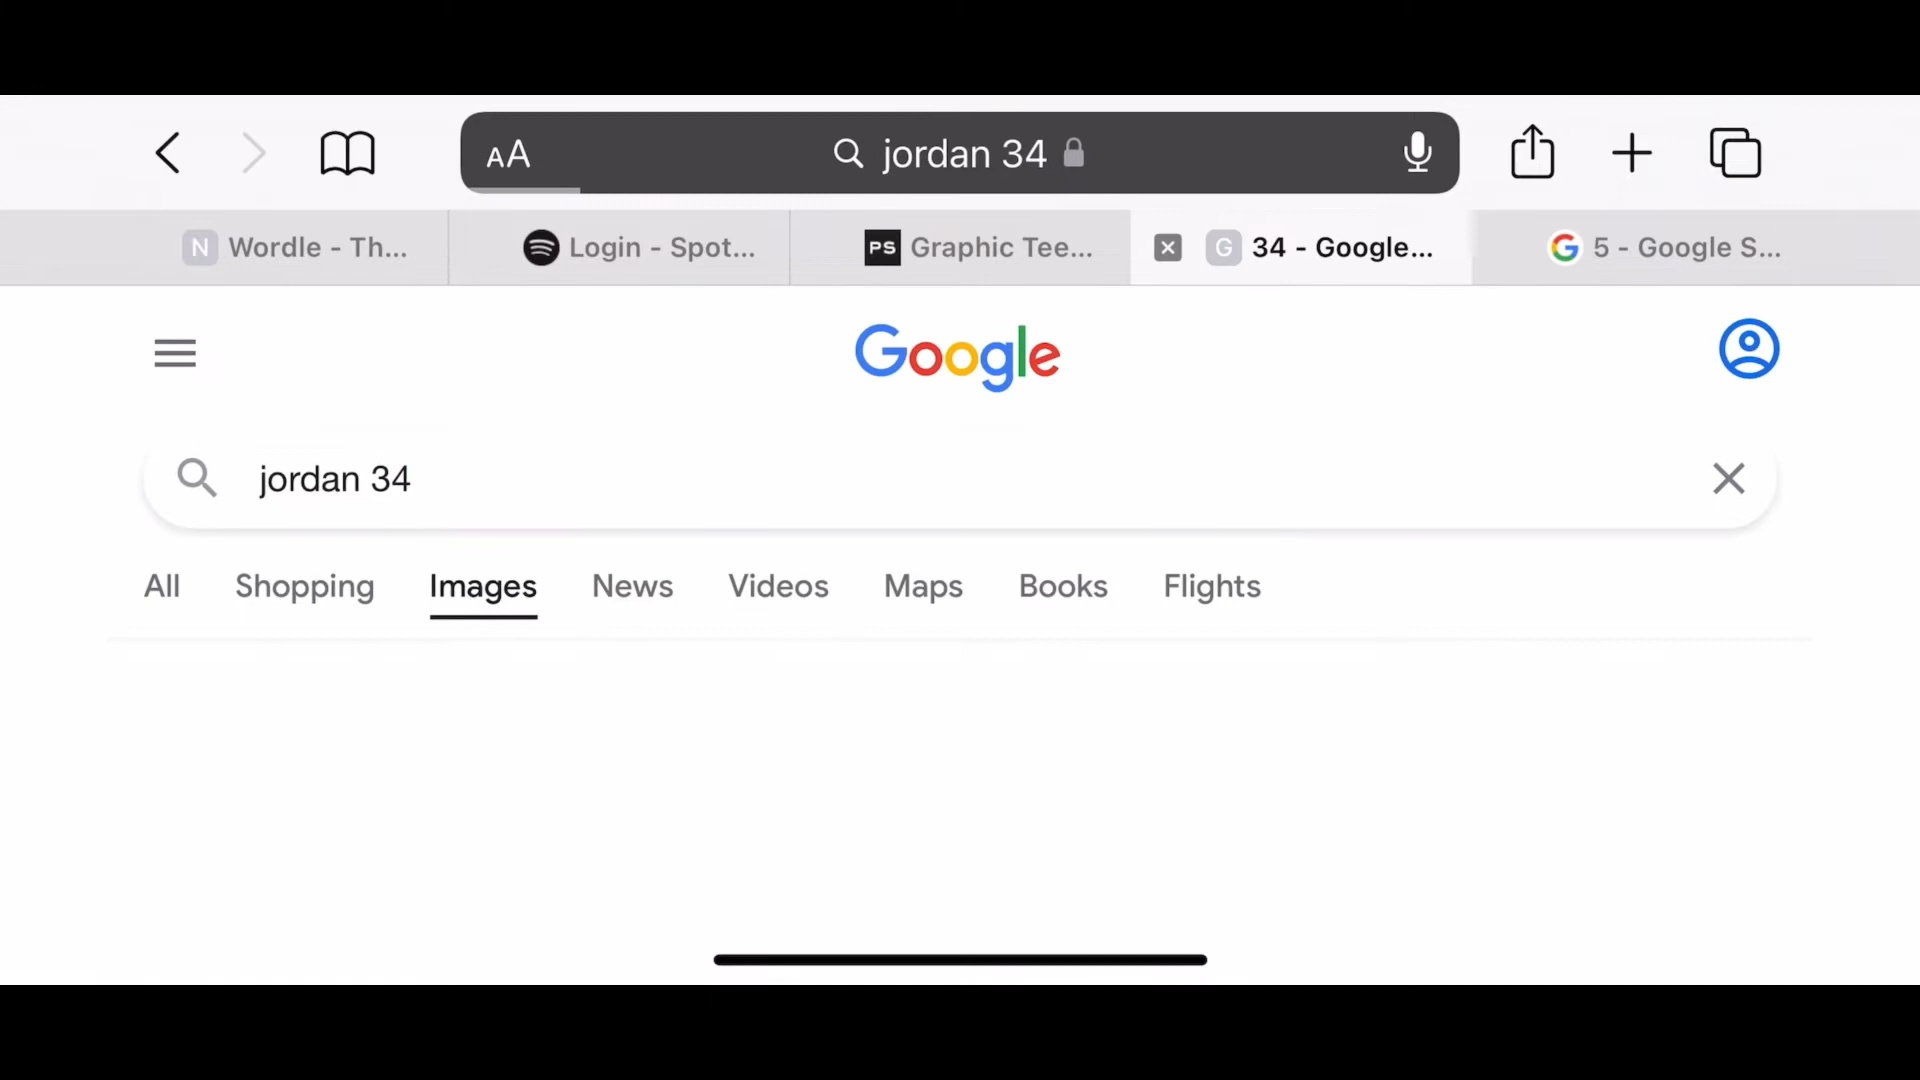 AA jordan 34
N Wordle - Th... Login - Spot... PS Graphic Tee... G 34 - Google... G 5 - Google S...
Google
jordan 34
All Shopping Images News Videos Maps Books Flights